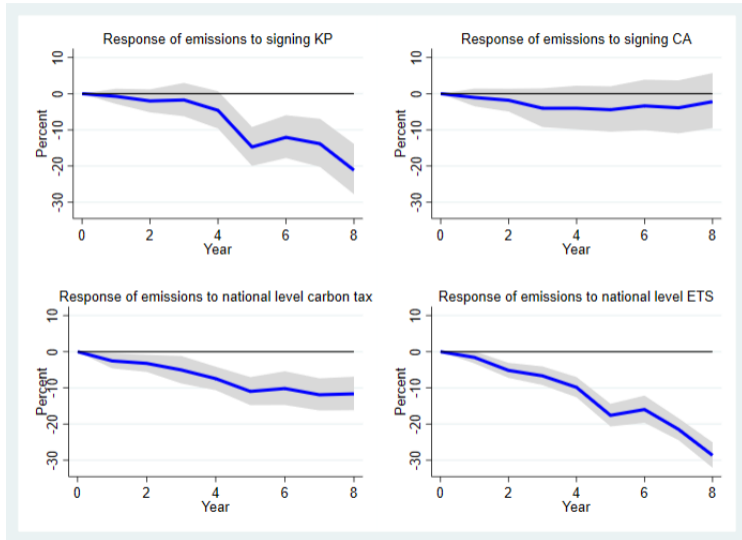 Response of emissions to signing KP
10
0
-10
-20
-30
Percent
0 2 4 6 8
Year
Response of emissions to signing CA
10
0
-10
-20
-30
Percent
0 2 4 6 8
Year
Response of emissions to national level carbon tax
10
0
-10
-20
-30
Percent
0 2 4 6 8
Year
Response of emissions to national level ETS
10
0
-10
-20
-30
Percent
0 2 4 6 8
Year